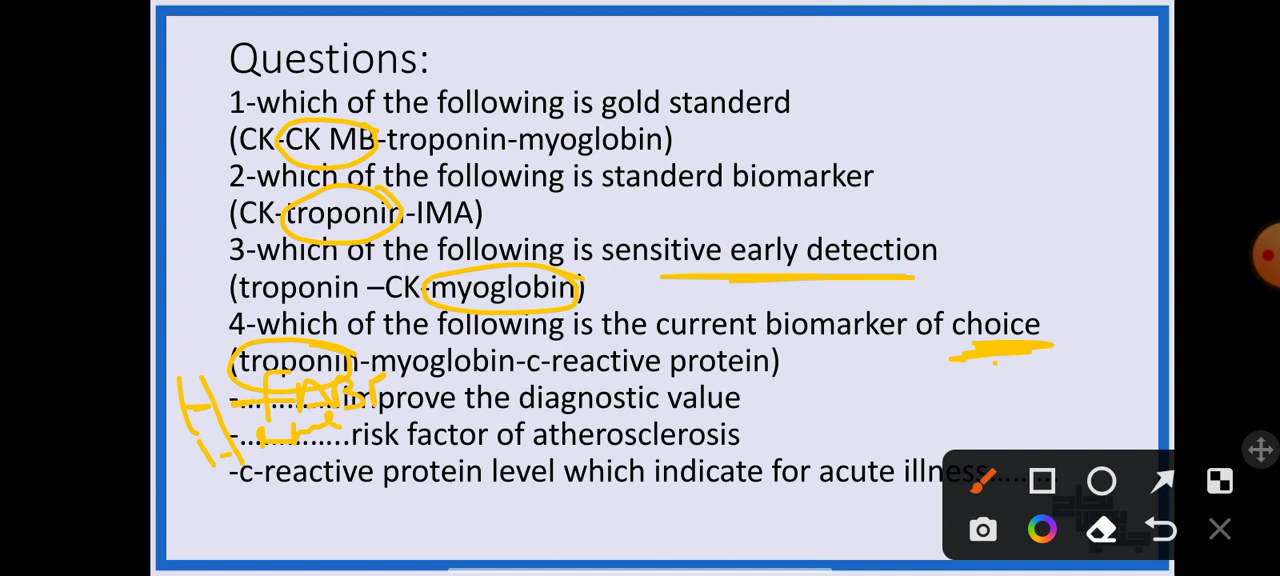 Questions:
1-which of the following is gold standerd
(CK-CK MB-troponin-myoglobin)
2-which of the following is standerd biomarker
(CK-troponin-IMA)
3-which of the following is sensitive early detection
(troponin –CK-myoglobin)
4-which of the following is the current biomarker of choice
(troponin-myoglobin-c-reactive protein)
-............improve the diagnostic value
-.............risk factor of atherosclerosis
-c-reactive protein level which indicate for acute illness........